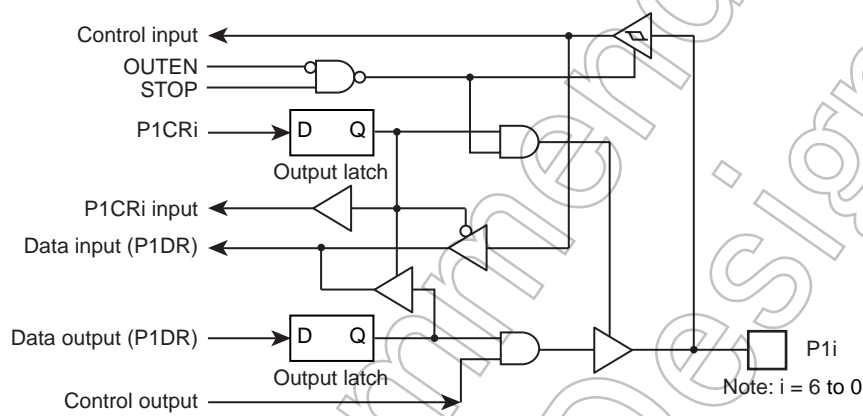 Control input
OUTEN
STOP
P1CRi
D Q
Output latch
P1CRi input
Data input (P1DR)
Data output (P1DR)
D Q
Output latch
Control output
P1i
Note: i = 6 to 0